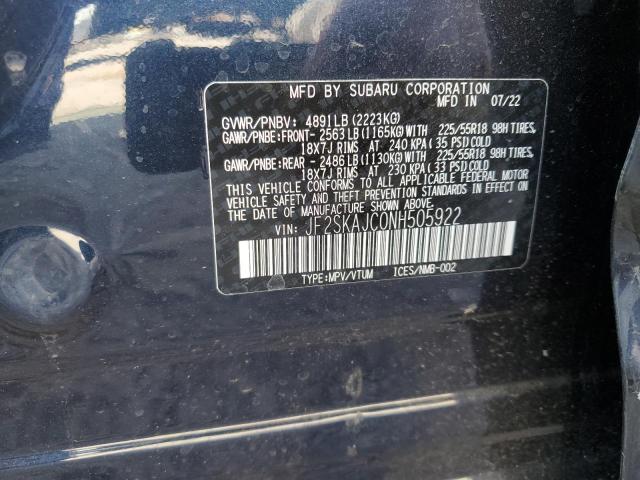 MFD BY SUBARU CORPORATION
MFD IN 07/22
GVWR/PNBV: 4891LB(2223KG)
GAWR/PNBE:FRONT- 2563LB(1165KG)WITH 225/55R18 98H TIRES,
18X7J RIMS AT 240 KPA(35 PSI)COLD
GAWR/PNBE:REAR - 2486LB(1130KG)WITH 225/55R18 98H TIRES,
18X7J RIMS AT 230 KPA(33 PSI)COLD
THIS VEHICLE CONFORMS TO ALL APPLICABLE FEDERAL MOTOR
VEHICLE SAFETY, BUMPER, AND THEFT PREVENTION STANDARDS IN EFFECT
ON THE DATE OF MANUFACTURE SHOWN ABOVE.
VIN: JF2SKAJC0NH505922
TYPE:MPV/VTUM ICES/NMB-002